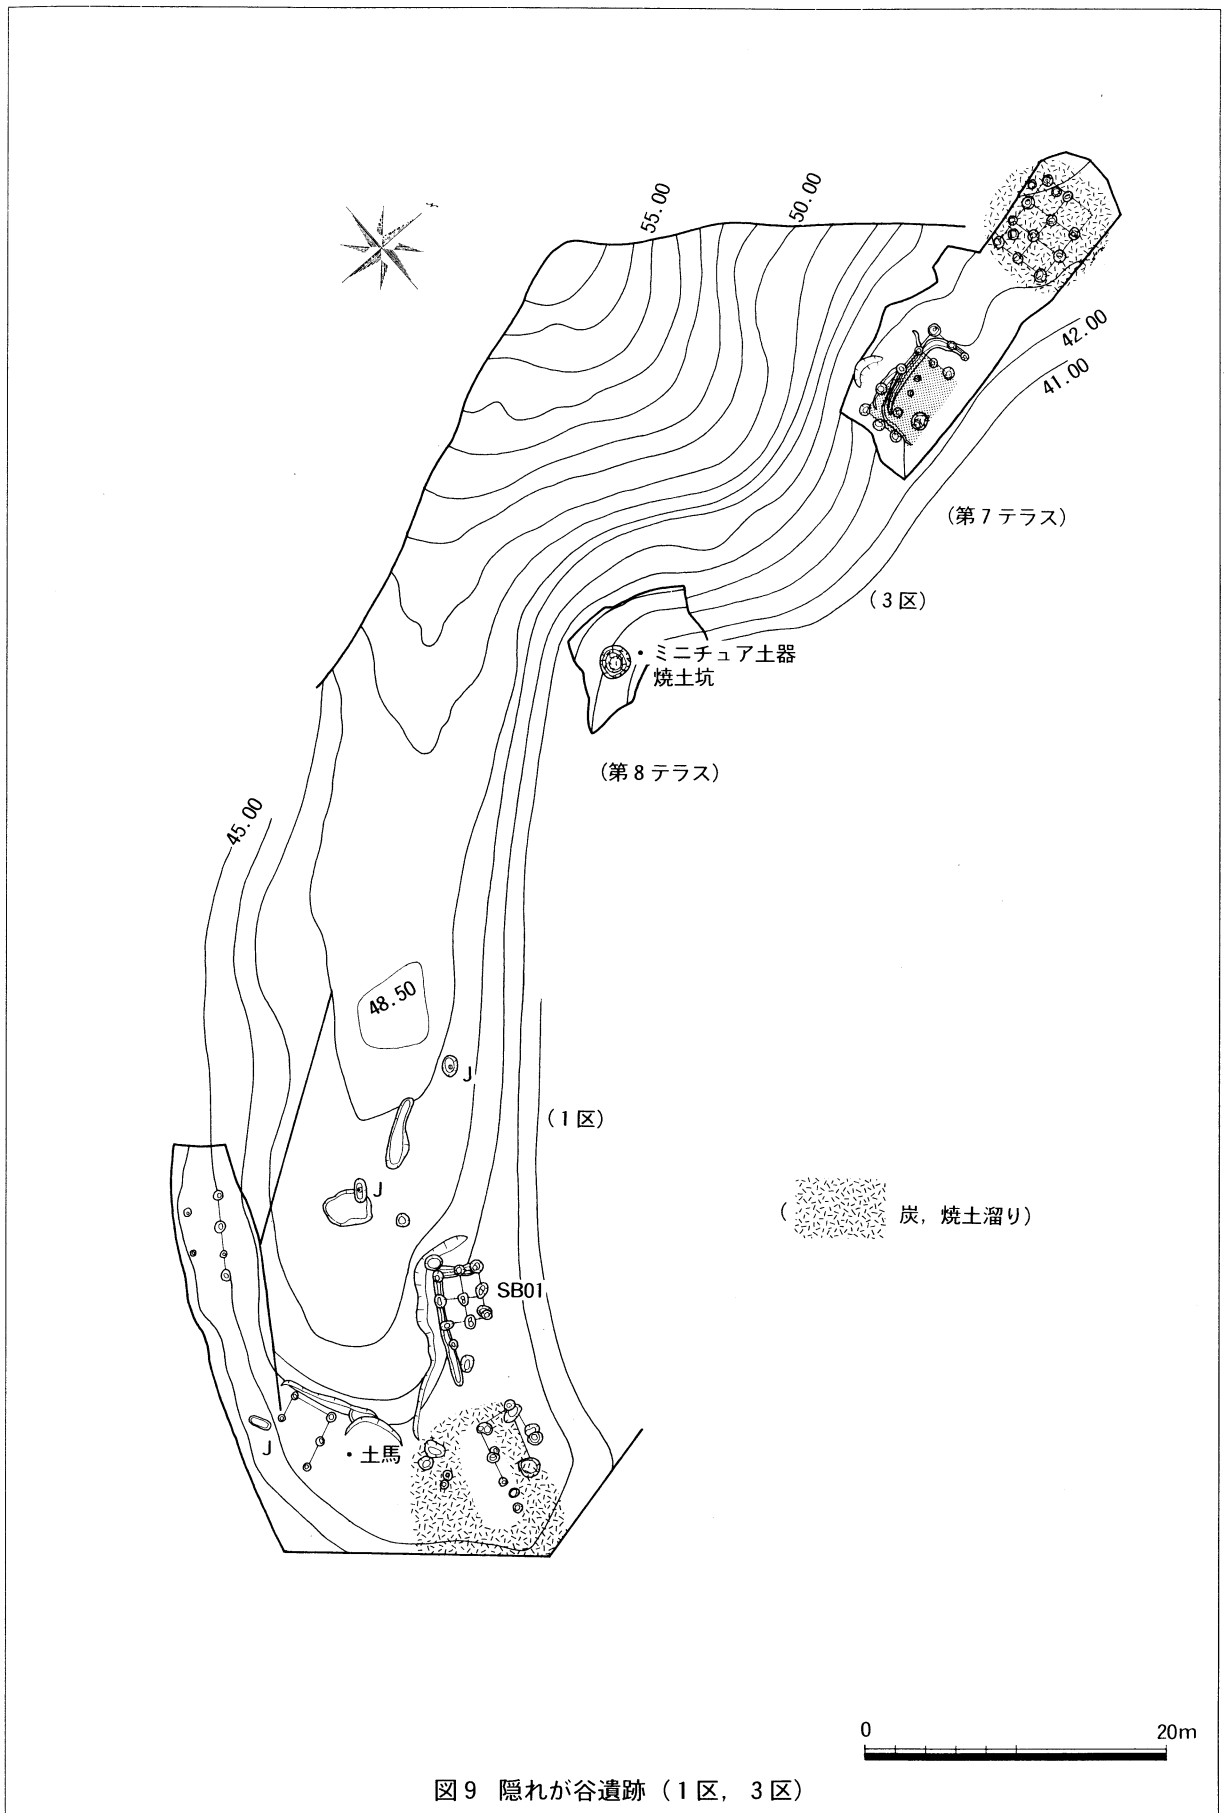 55.00
50.00
42.00
41.00
(第7テラス)
(3区)
・ミニチュア土器
焼土坑
(第8テラス)
45.00
48.50
J
(1区)
J
(炭,焼土溜り)
SB01
J
・土馬
0 20m
図9 隠れが谷遺跡(1区, 3区)